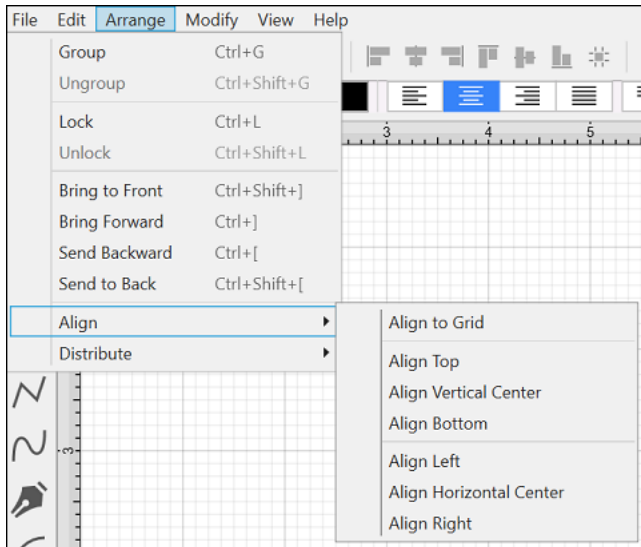 File Edit Arrange Modify View Help
Group Ctrl+G
Ungroup Ctrl+Shift+G
Lock Ctrl+L
Unlock Ctrl+Shift+L
3 4 5
Bring to Front Ctrl+Shift+]
Bring Forward Ctrl+]
Send Backward Ctrl+[
Send to Back Ctrl+Shift+[
Align
Distribute
Align to Grid
Align Top
Align Vertical Center
Align Bottom
Align Left
Align Horizontal Center
Align Right
3